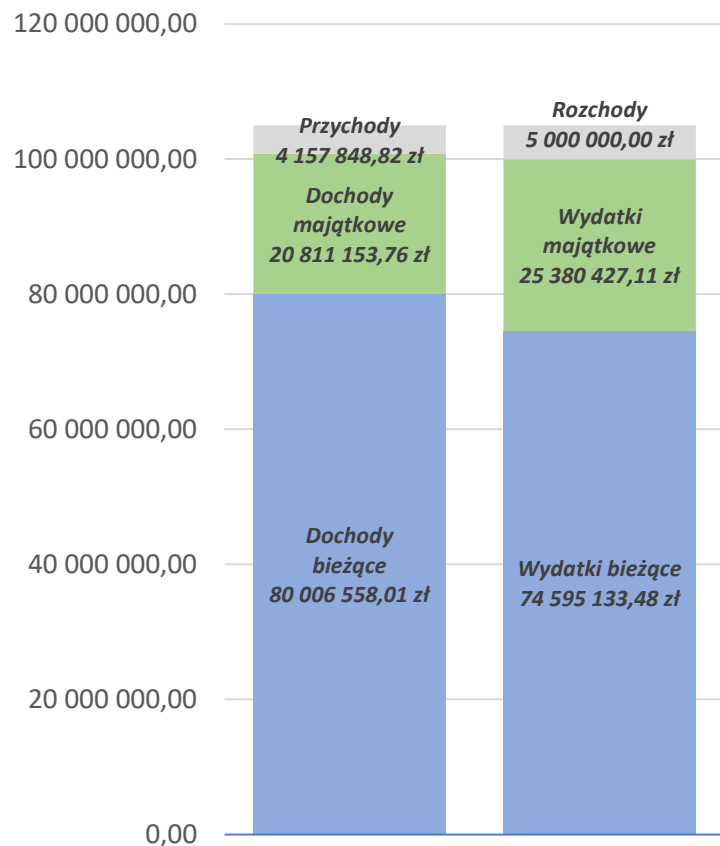 120 000 000,00
100 000 000,00
80 000 000,00
60 000 000,00
40 000 000,00
20 000 000,00
0,00
Przychody
4 157 848,82 zł
Dochody
majątkowe
20 811 153,76 zł
Dochody
bieżące
80 006 558,01 zł
Rozchody
5 000 000,00 zł
Wydatki
majątkowe
25 380 427,11 zł
Wydatki bieżące
74 595 133,48 zł